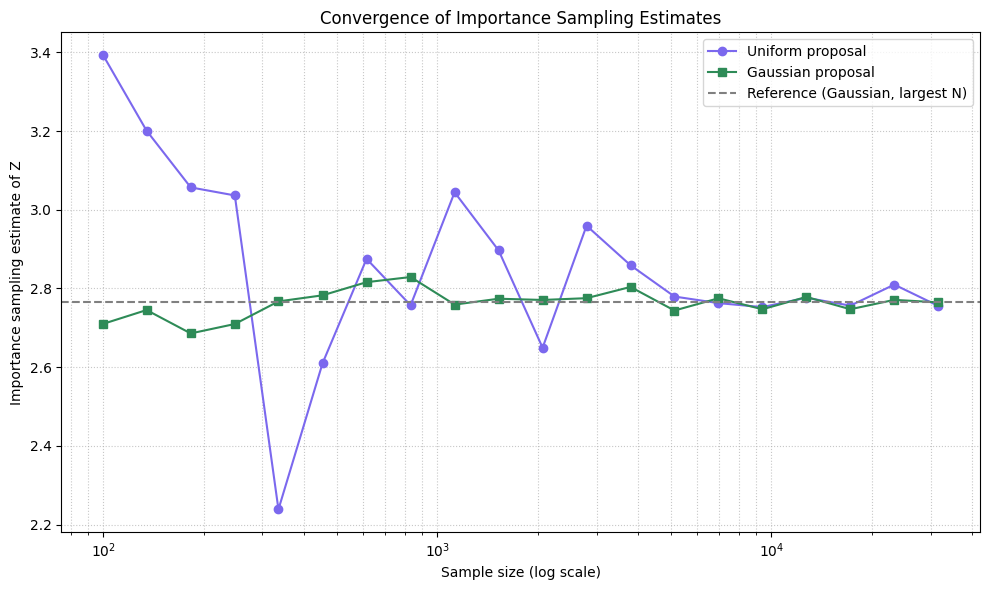 Convergence of Importance Sampling Estimates
Uniform proposal
Gaussian proposal
Reference (Gaussian, largest N)
Importance sampling estimate of Z
3.4
3.2
3.0
2.8
2.6
2.4
2.2
10²
10³
10⁴
Sample size (log scale)